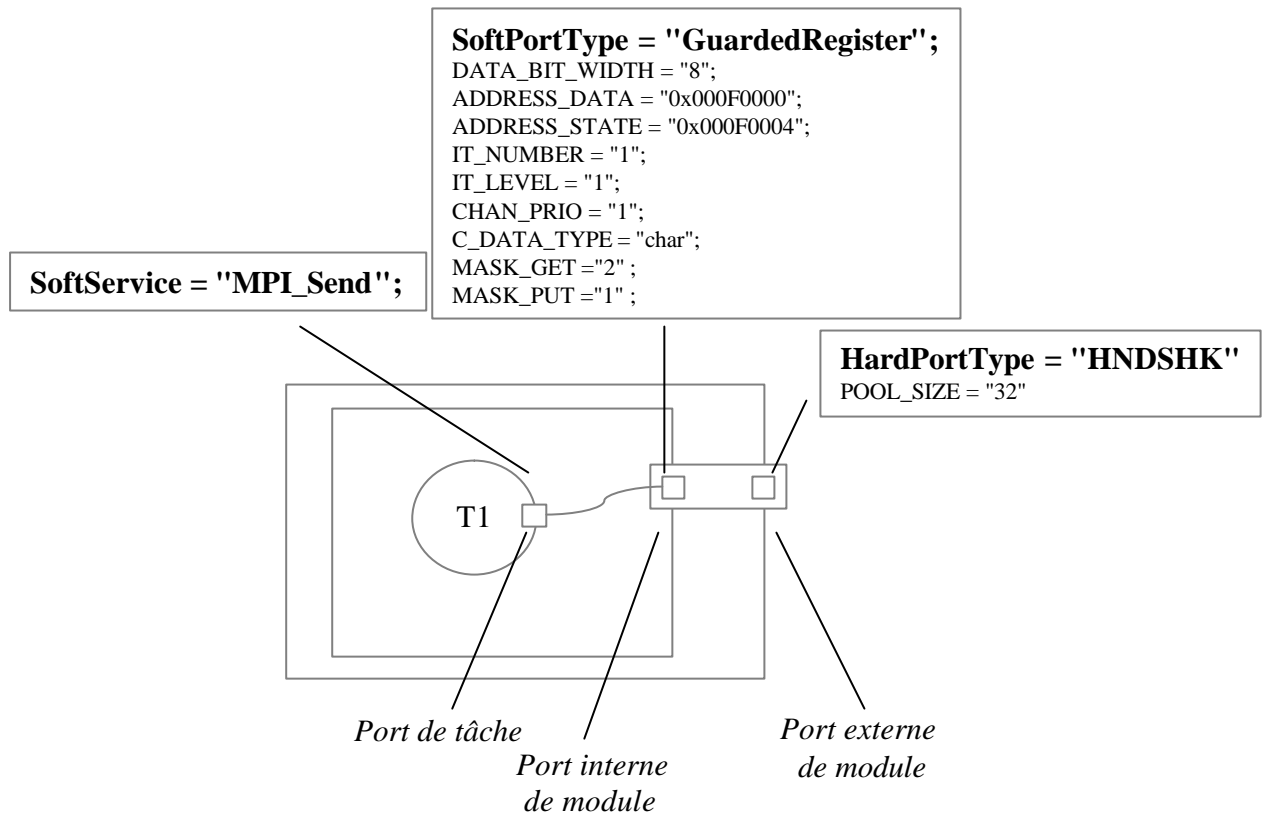 SoftPortType = "GuardedRegister";
DATA_BIT_WIDTH = "8";
ADDRESS_DATA = "0x000F0000";
ADDRESS_STATE = "0x000F0004";
IT_NUMBER = "1";
IT_LEVEL = "1";
CHAN_PRIO = "1";
C_DATA_TYPE = "char";
MASK_GET ="2" ;
MASK_PUT ="1" ;
SoftService = "MPI_Send";
HardPortType = "HNDSHK"
POOL_SIZE = "32"
T1
Port de tâche
Port interne
de module
Port externe
de module